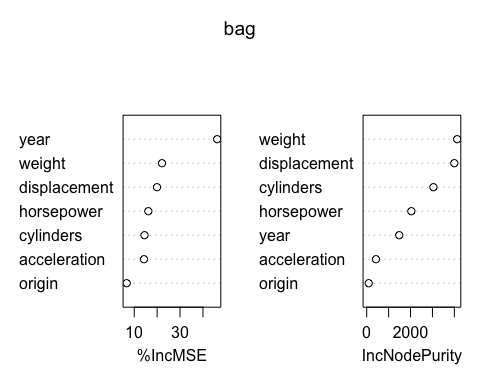 bag
year
weight
displacement
horsepower
cylinders
acceleration
origin
10 30
%IncMSE
weight
displacement
cylinders
horsepower
year
acceleration
origin
0 2000
IncNodePurity